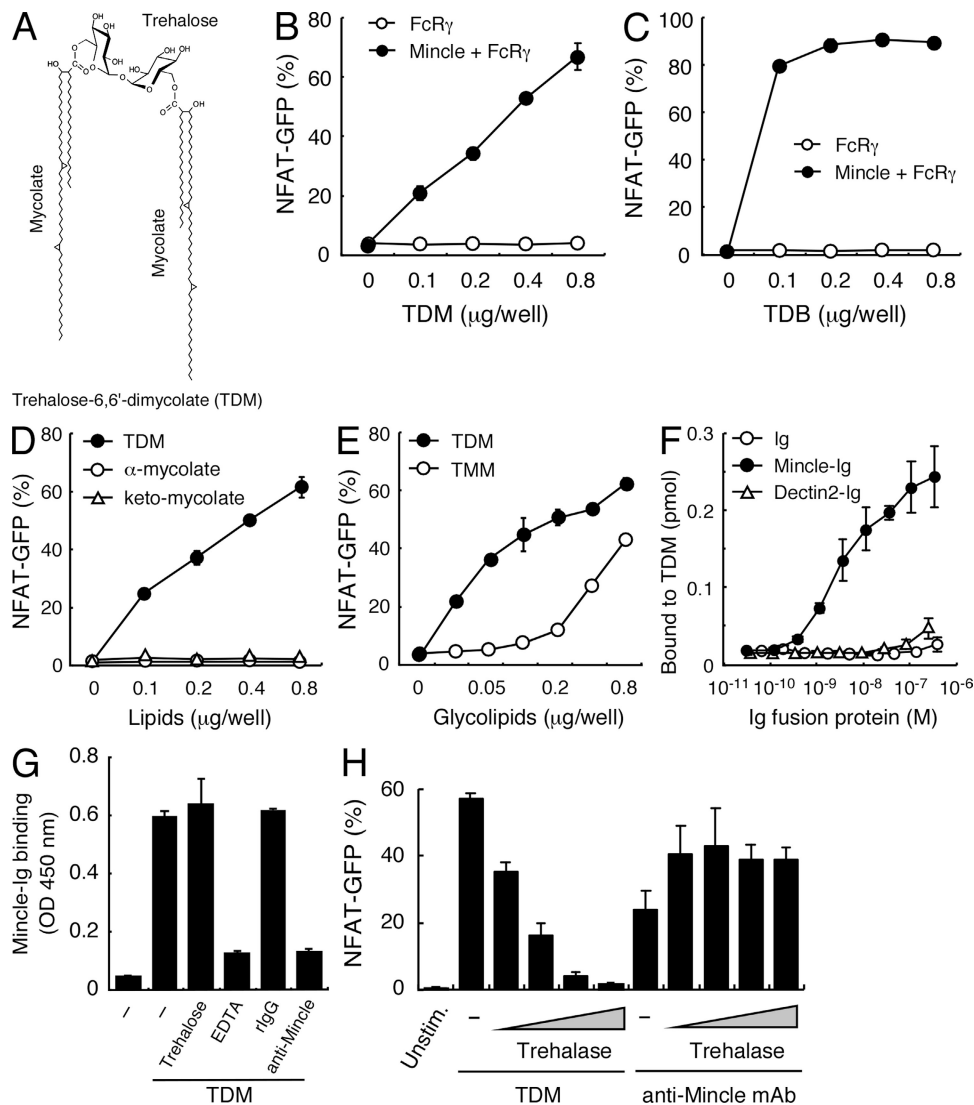 A
Trehalose
Mycolate
Mycolate
Trehalose-6,6'-dimycolate (TDM)
B
NFAT-GFP (%)
80
60
40
20
0
FcRγ
Mincle + FcRγ
0 0.1 0.2 0.4 0.8
TDM (μg/well)
C
NFAT-GFP (%)
100
80
60
40
20
0
FcRγ
Mincle + FcRγ
0 0.1 0.2 0.4 0.8
TDB (μg/well)
D
NFAT-GFP (%)
80
60
40
20
0
TDM
α-mycolate
keto-mycolate
0 0.1 0.2 0.4 0.8
Lipids (μg/well)
E
NFAT-GFP (%)
80
60
40
20
0
TDM
TMM
0 0.05 0.2 0.8
Glycolipids (μg/well)
F
Bound to TDM (pmol)
0.3
0.2
0.1
0
Ig
Mincle-Ig
Dectin2-Ig
10-11 10-10 10-9 10-8 10-7 10-6
Ig fusion protein (M)
G
Mincle-Ig binding
(OD 450 nm)
0.8
0.6
0.4
0.2
0
– – Trehalose EDTA rIgG anti-Mincle
TDM
H
NFAT-GFP (%)
60
40
20
0
Unstim. – –
Trehalase Trehalase
TDM anti-Mincle mAb